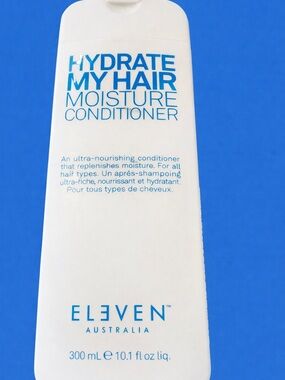 HYDRATE
MY HAIR
MOISTURE
CONDITIONER
An ultra-nourishing conditioner
that replenishes moisture. For all
hair types. Un après-shampoing
ultra-riche, nourrissant et hydratant.
Pour tous types de cheveux.
ELEVEN™
AUSTRALIA
300 mL ℮ 10.1 fl oz liq.